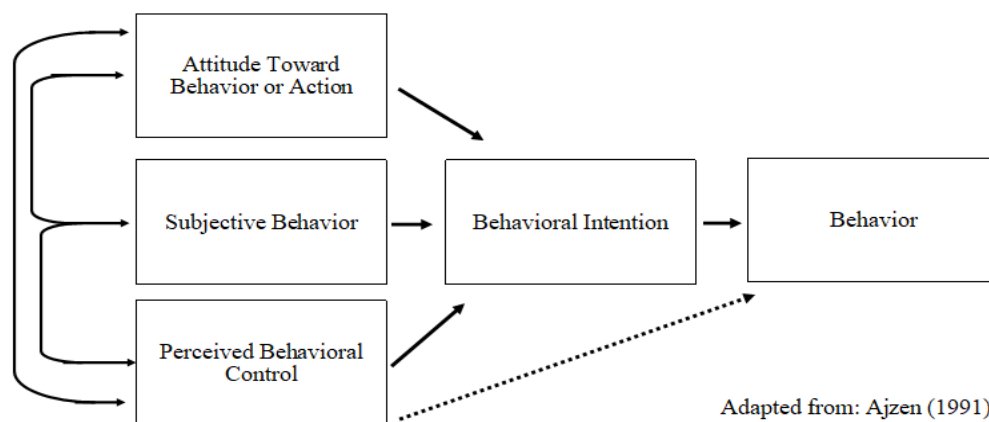 Attitude Toward
Behavior or Action
Subjective Behavior
Behavioral Intention
Behavior
Perceived Behavioral
Control
Adapted from: Ajzen (1991)